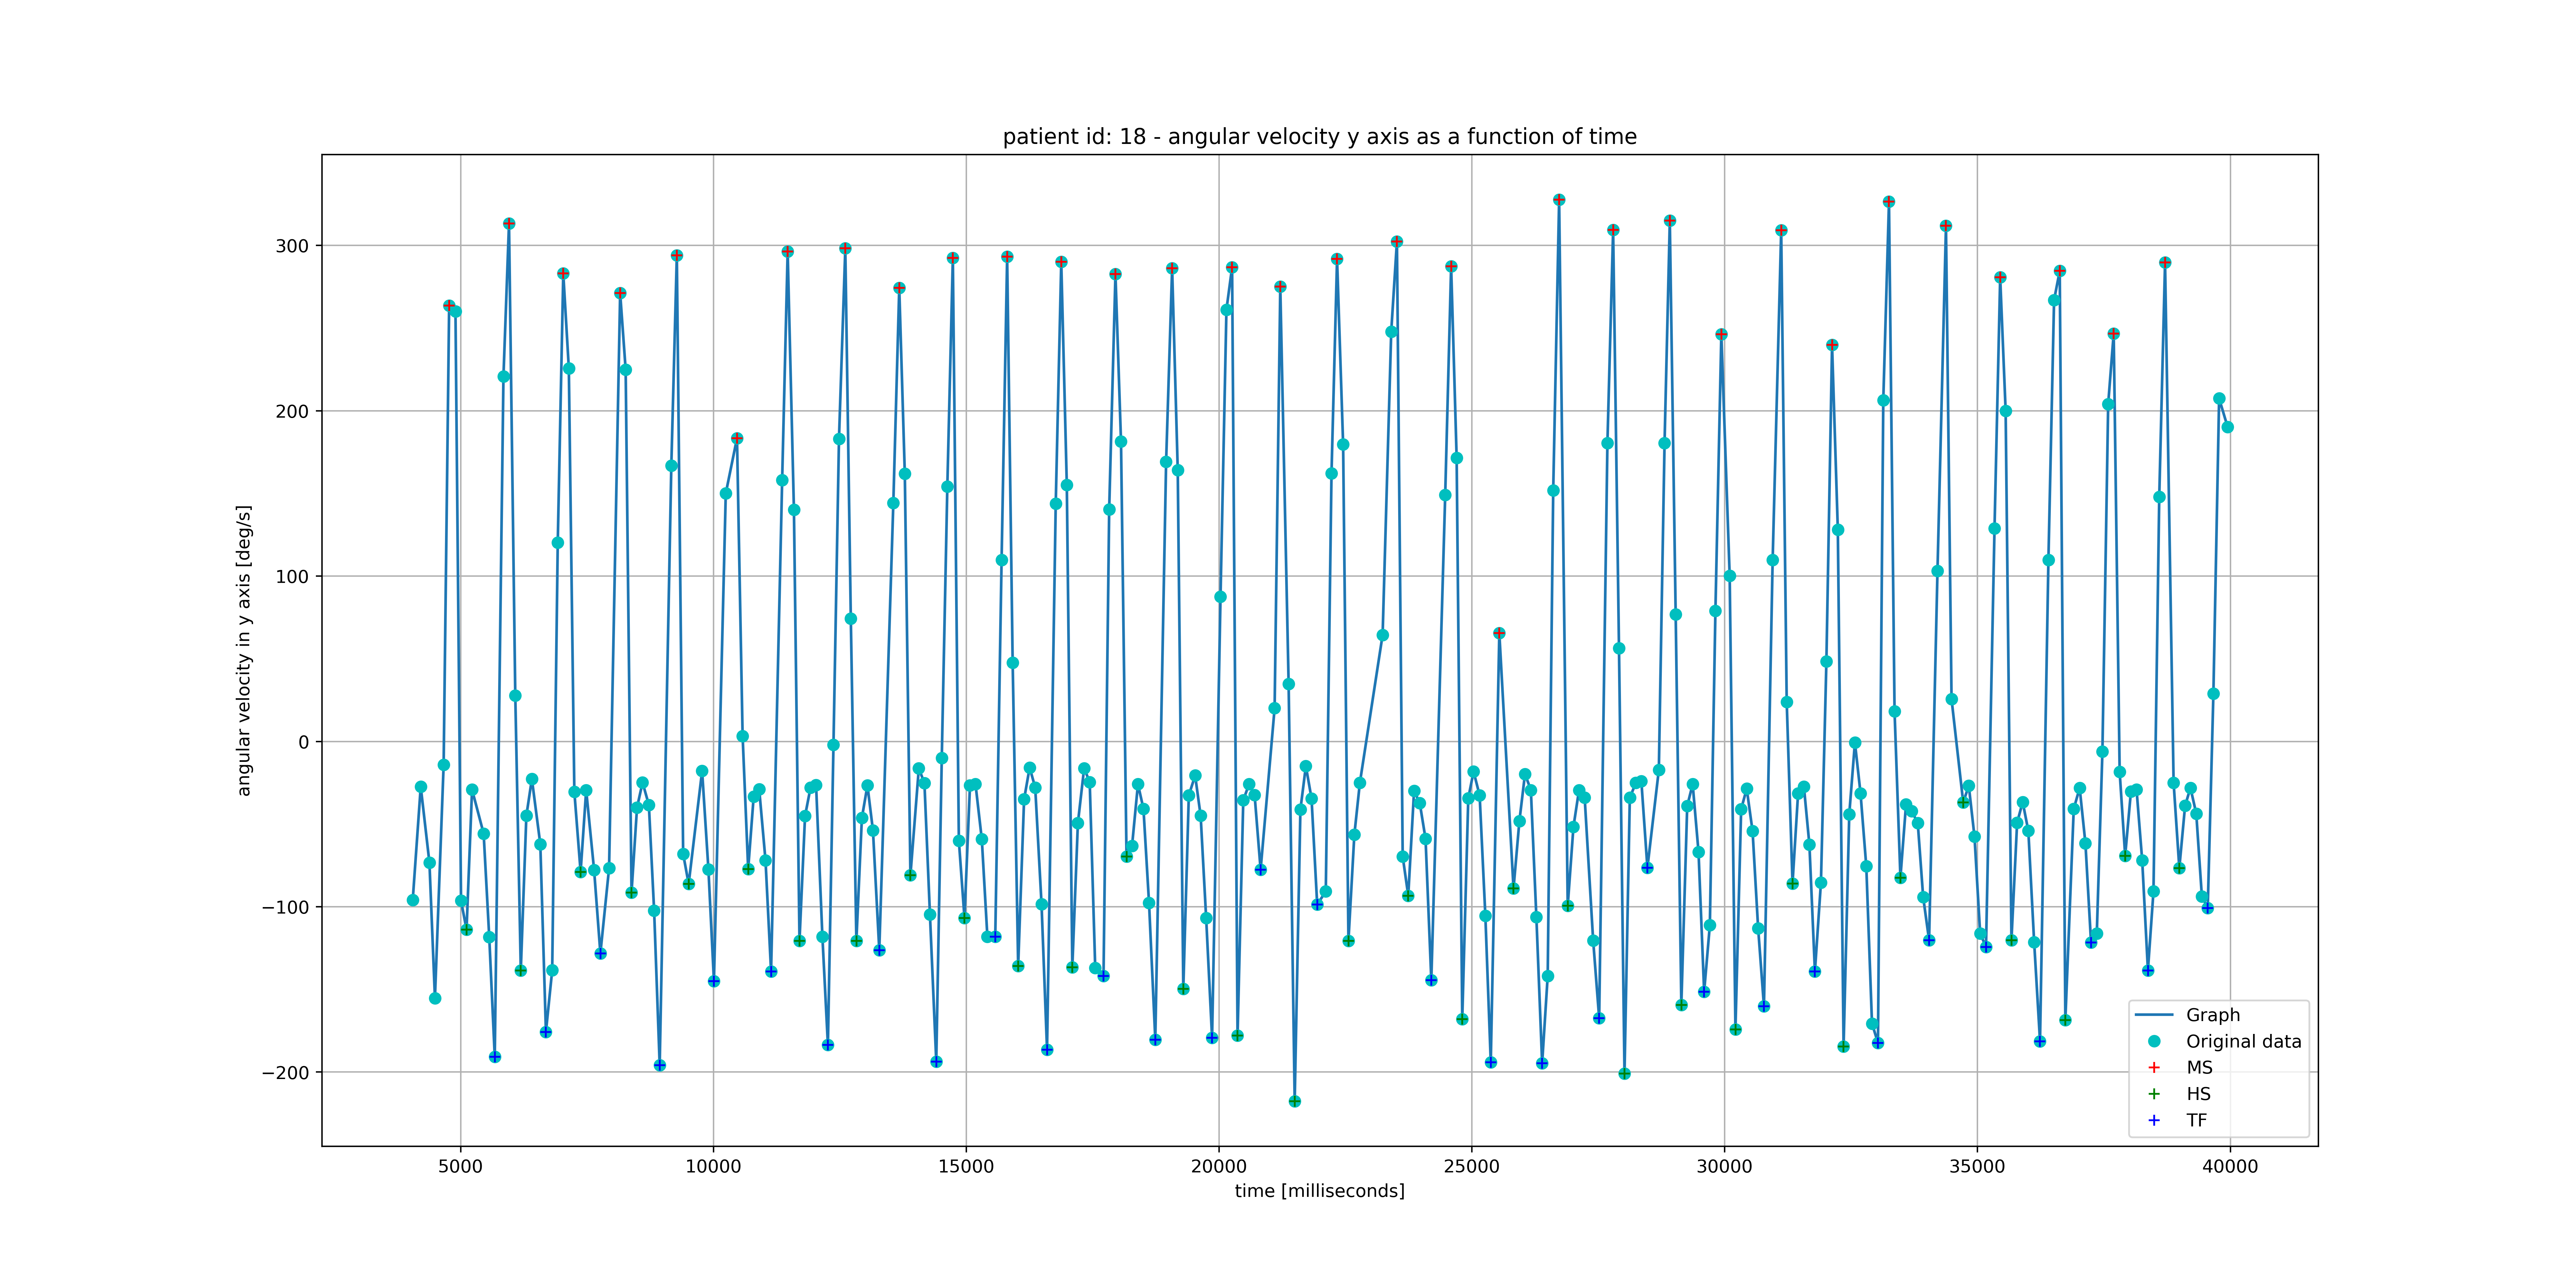 patient id: 18 - angular velocity y axis as a function of time
angular velocity in y axis [deg/s]
300
200
100
0
−100
−200
5000
10000
15000
20000
25000
30000
35000
40000
time [milliseconds]
Graph
Original data
MS
HS
TF